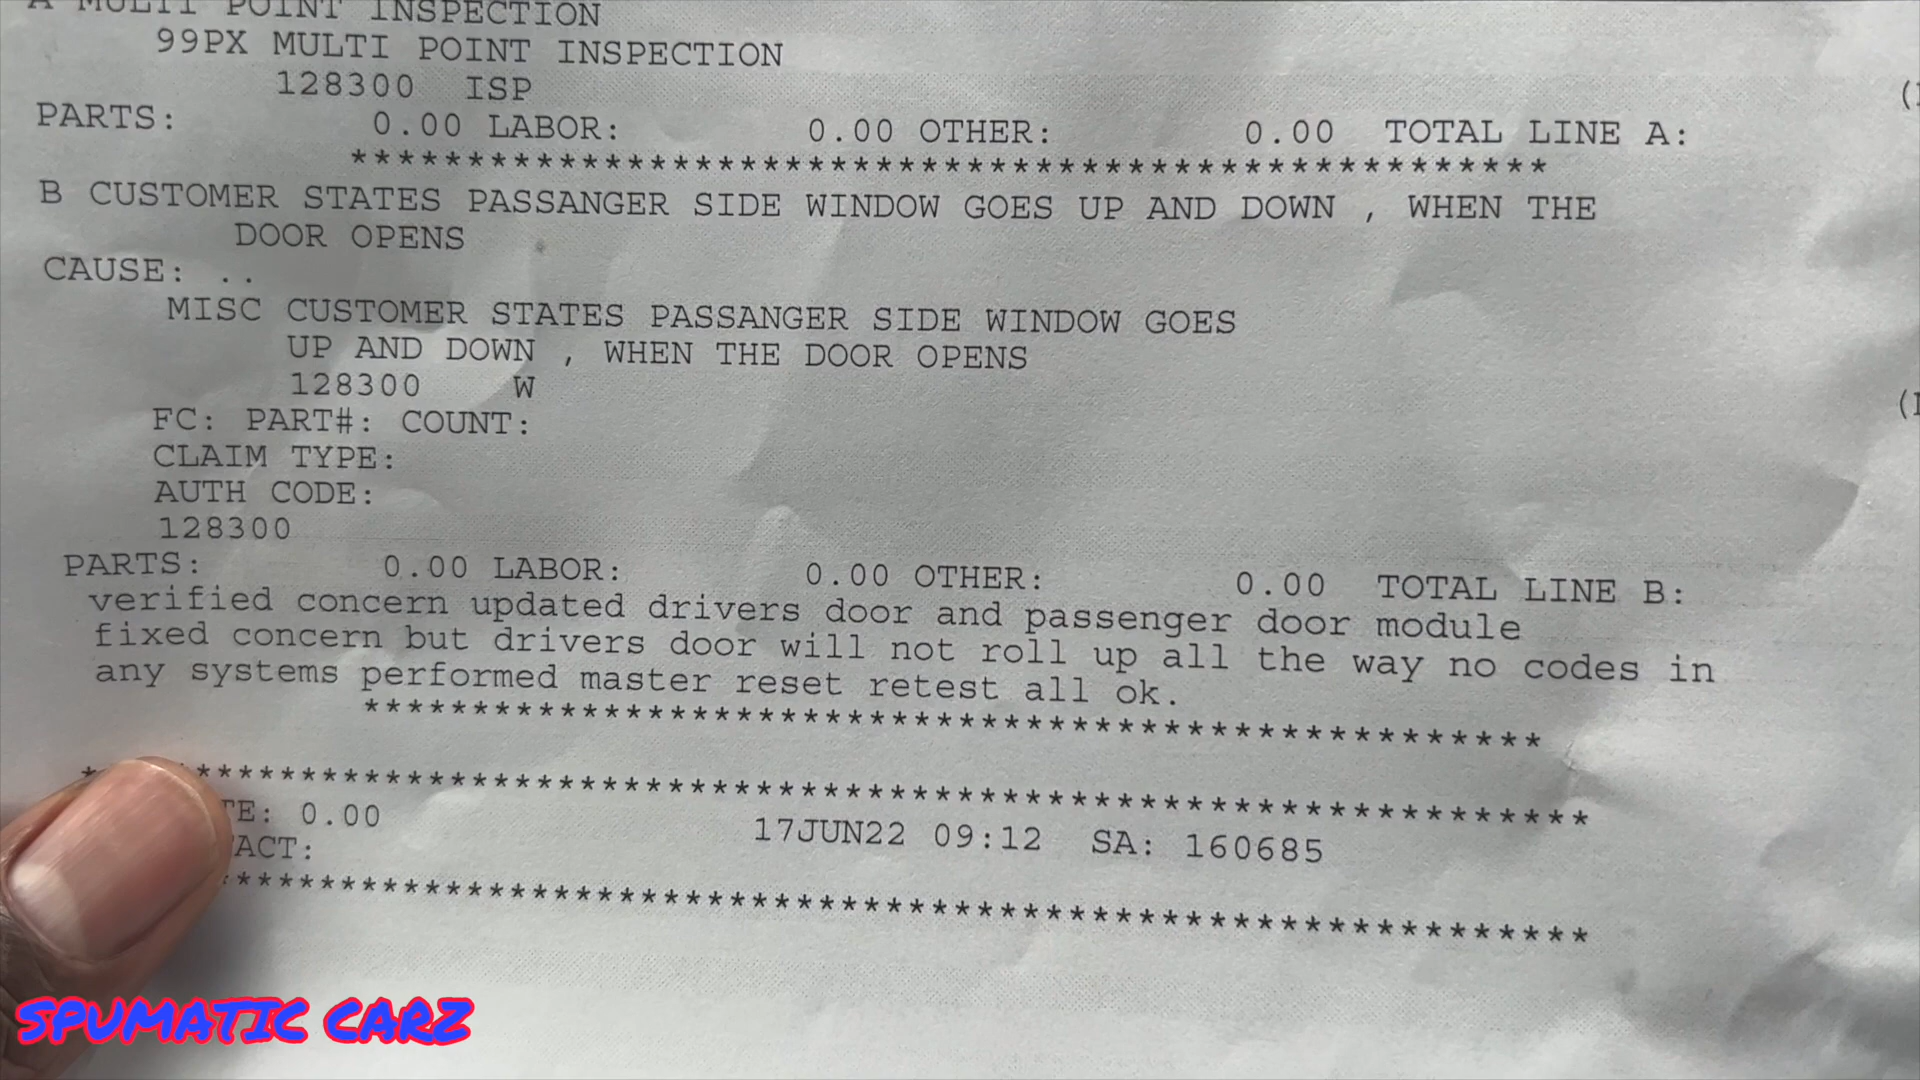 A MULTI POINT INSPECTION
99PX MULTI POINT INSPECTION
128300 ISP
PARTS: 0.00 LABOR: 0.00 OTHER: 0.00 TOTAL LINE A:
****************************************************
B CUSTOMER STATES PASSANGER SIDE WINDOW GOES UP AND DOWN , WHEN THE
DOOR OPENS
CAUSE: ..
MISC CUSTOMER STATES PASSANGER SIDE WINDOW GOES
UP AND DOWN , WHEN THE DOOR OPENS
128300 W
FC: PART#: COUNT:
CLAIM TYPE:
AUTH CODE:
128300
PARTS: 0.00 LABOR: 0.00 OTHER: 0.00 TOTAL LINE B:
verified concern updated drivers door and passenger door module
fixed concern but drivers door will not roll up all the way no codes in
any systems performed master reset retest all ok.
****************************************************
****************************************************************
TE: 0.00
ACT: 17JUN22 09:12 SA: 160685
****************************************************************
SPUMATIC CARZ